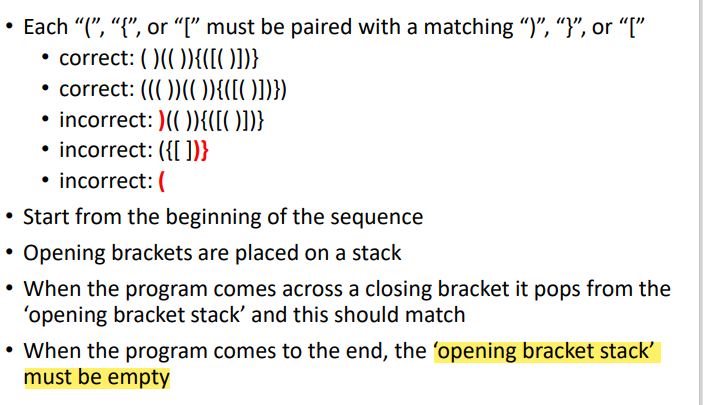 • Each “(”, “{”, or “[” must be paired with a matching “)”, “}”, or “[”
• correct: ( )(( )){([( )])}
• correct: ((( ))(( )){([( )])})
• incorrect: )(( )){([( )])}
• incorrect: ({[ ])}
• incorrect: (
• Start from the beginning of the sequence
• Opening brackets are placed on a stack
• When the program comes across a closing bracket it pops from the
‘opening bracket stack’ and this should match
• When the program comes to the end, the ‘opening bracket stack’
must be empty